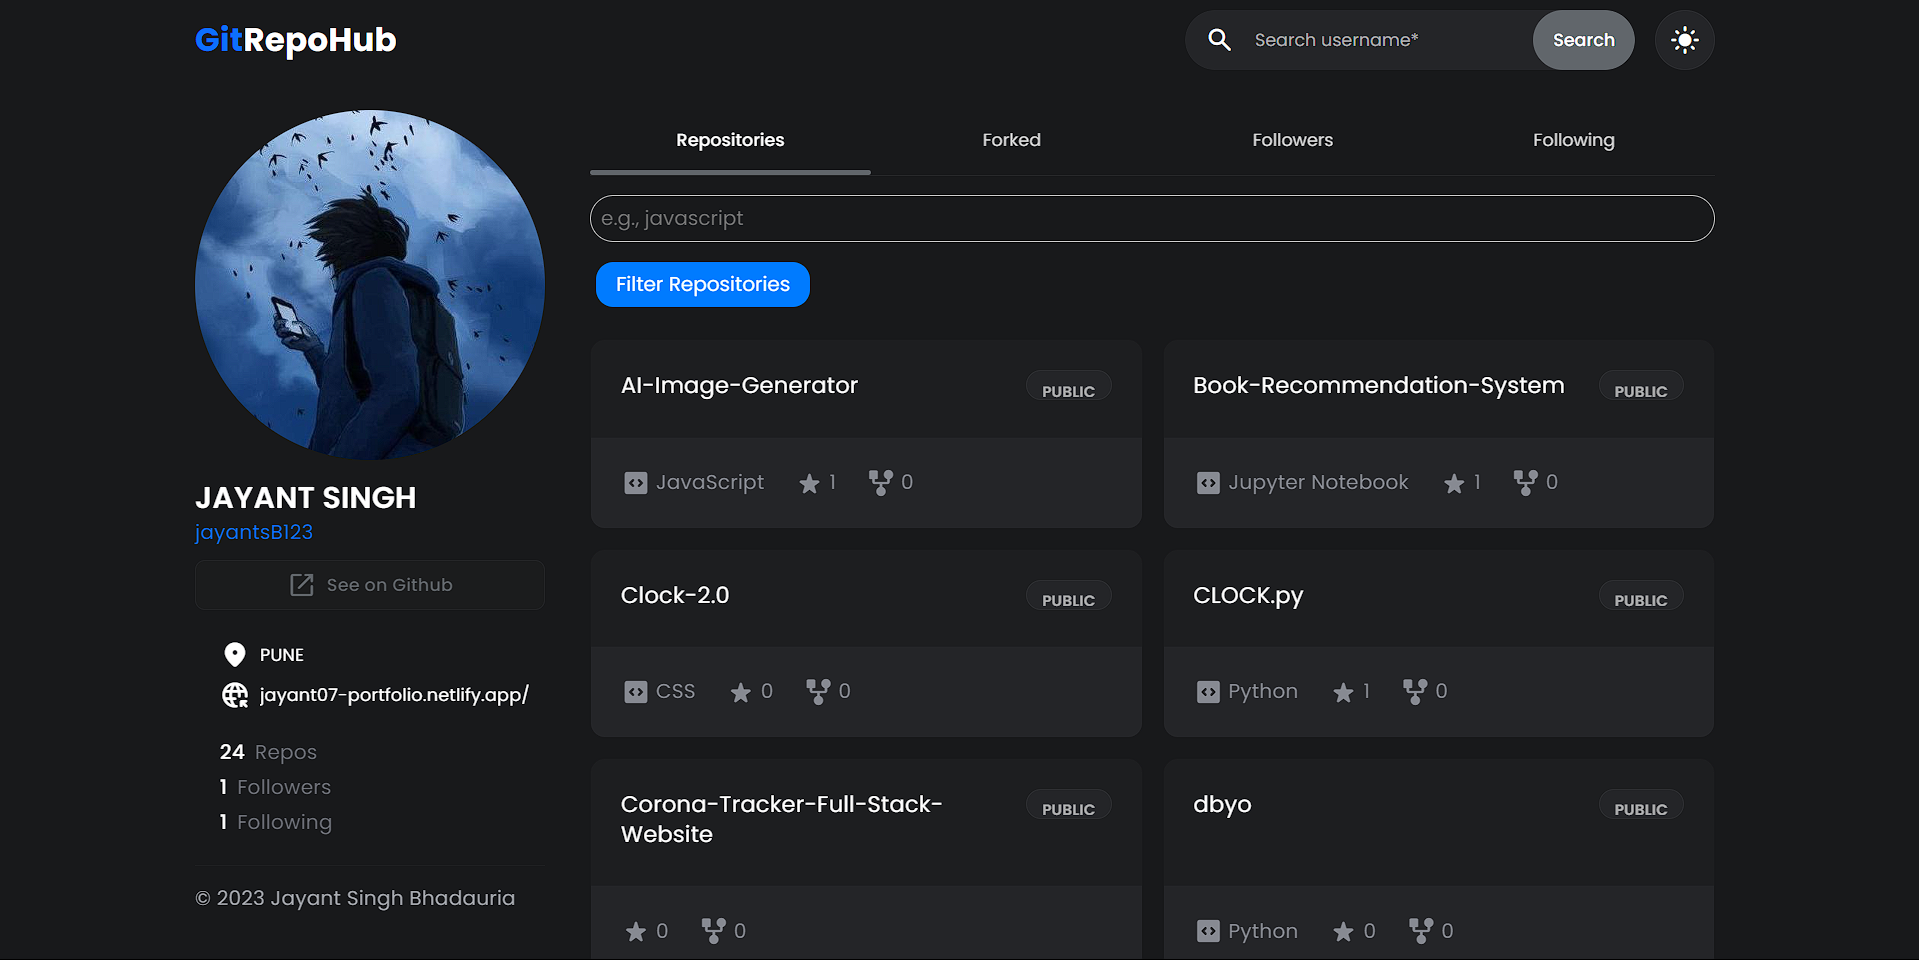 GitRepoHub
Search username*
Search
Repositories
Forked
Followers
Following
e.g., javascript
Filter Repositories
JAYANT SINGH
jayantsB123
See on Github
PUNE
jayant07-portfolio.netlify.app/
24 Repos
1 Followers
1 Following
© 2023 Jayant Singh Bhadauria
AI-Image-Generator
PUBLIC
JavaScript 1 0
Book-Recommendation-System
PUBLIC
Jupyter Notebook 1 0
Clock-2.0
PUBLIC
CSS 0 0
CLOCK.py
PUBLIC
Python 1 0
Corona-Tracker-Full-Stack-
Website
PUBLIC
0 0
dbyo
PUBLIC
Python 0 0